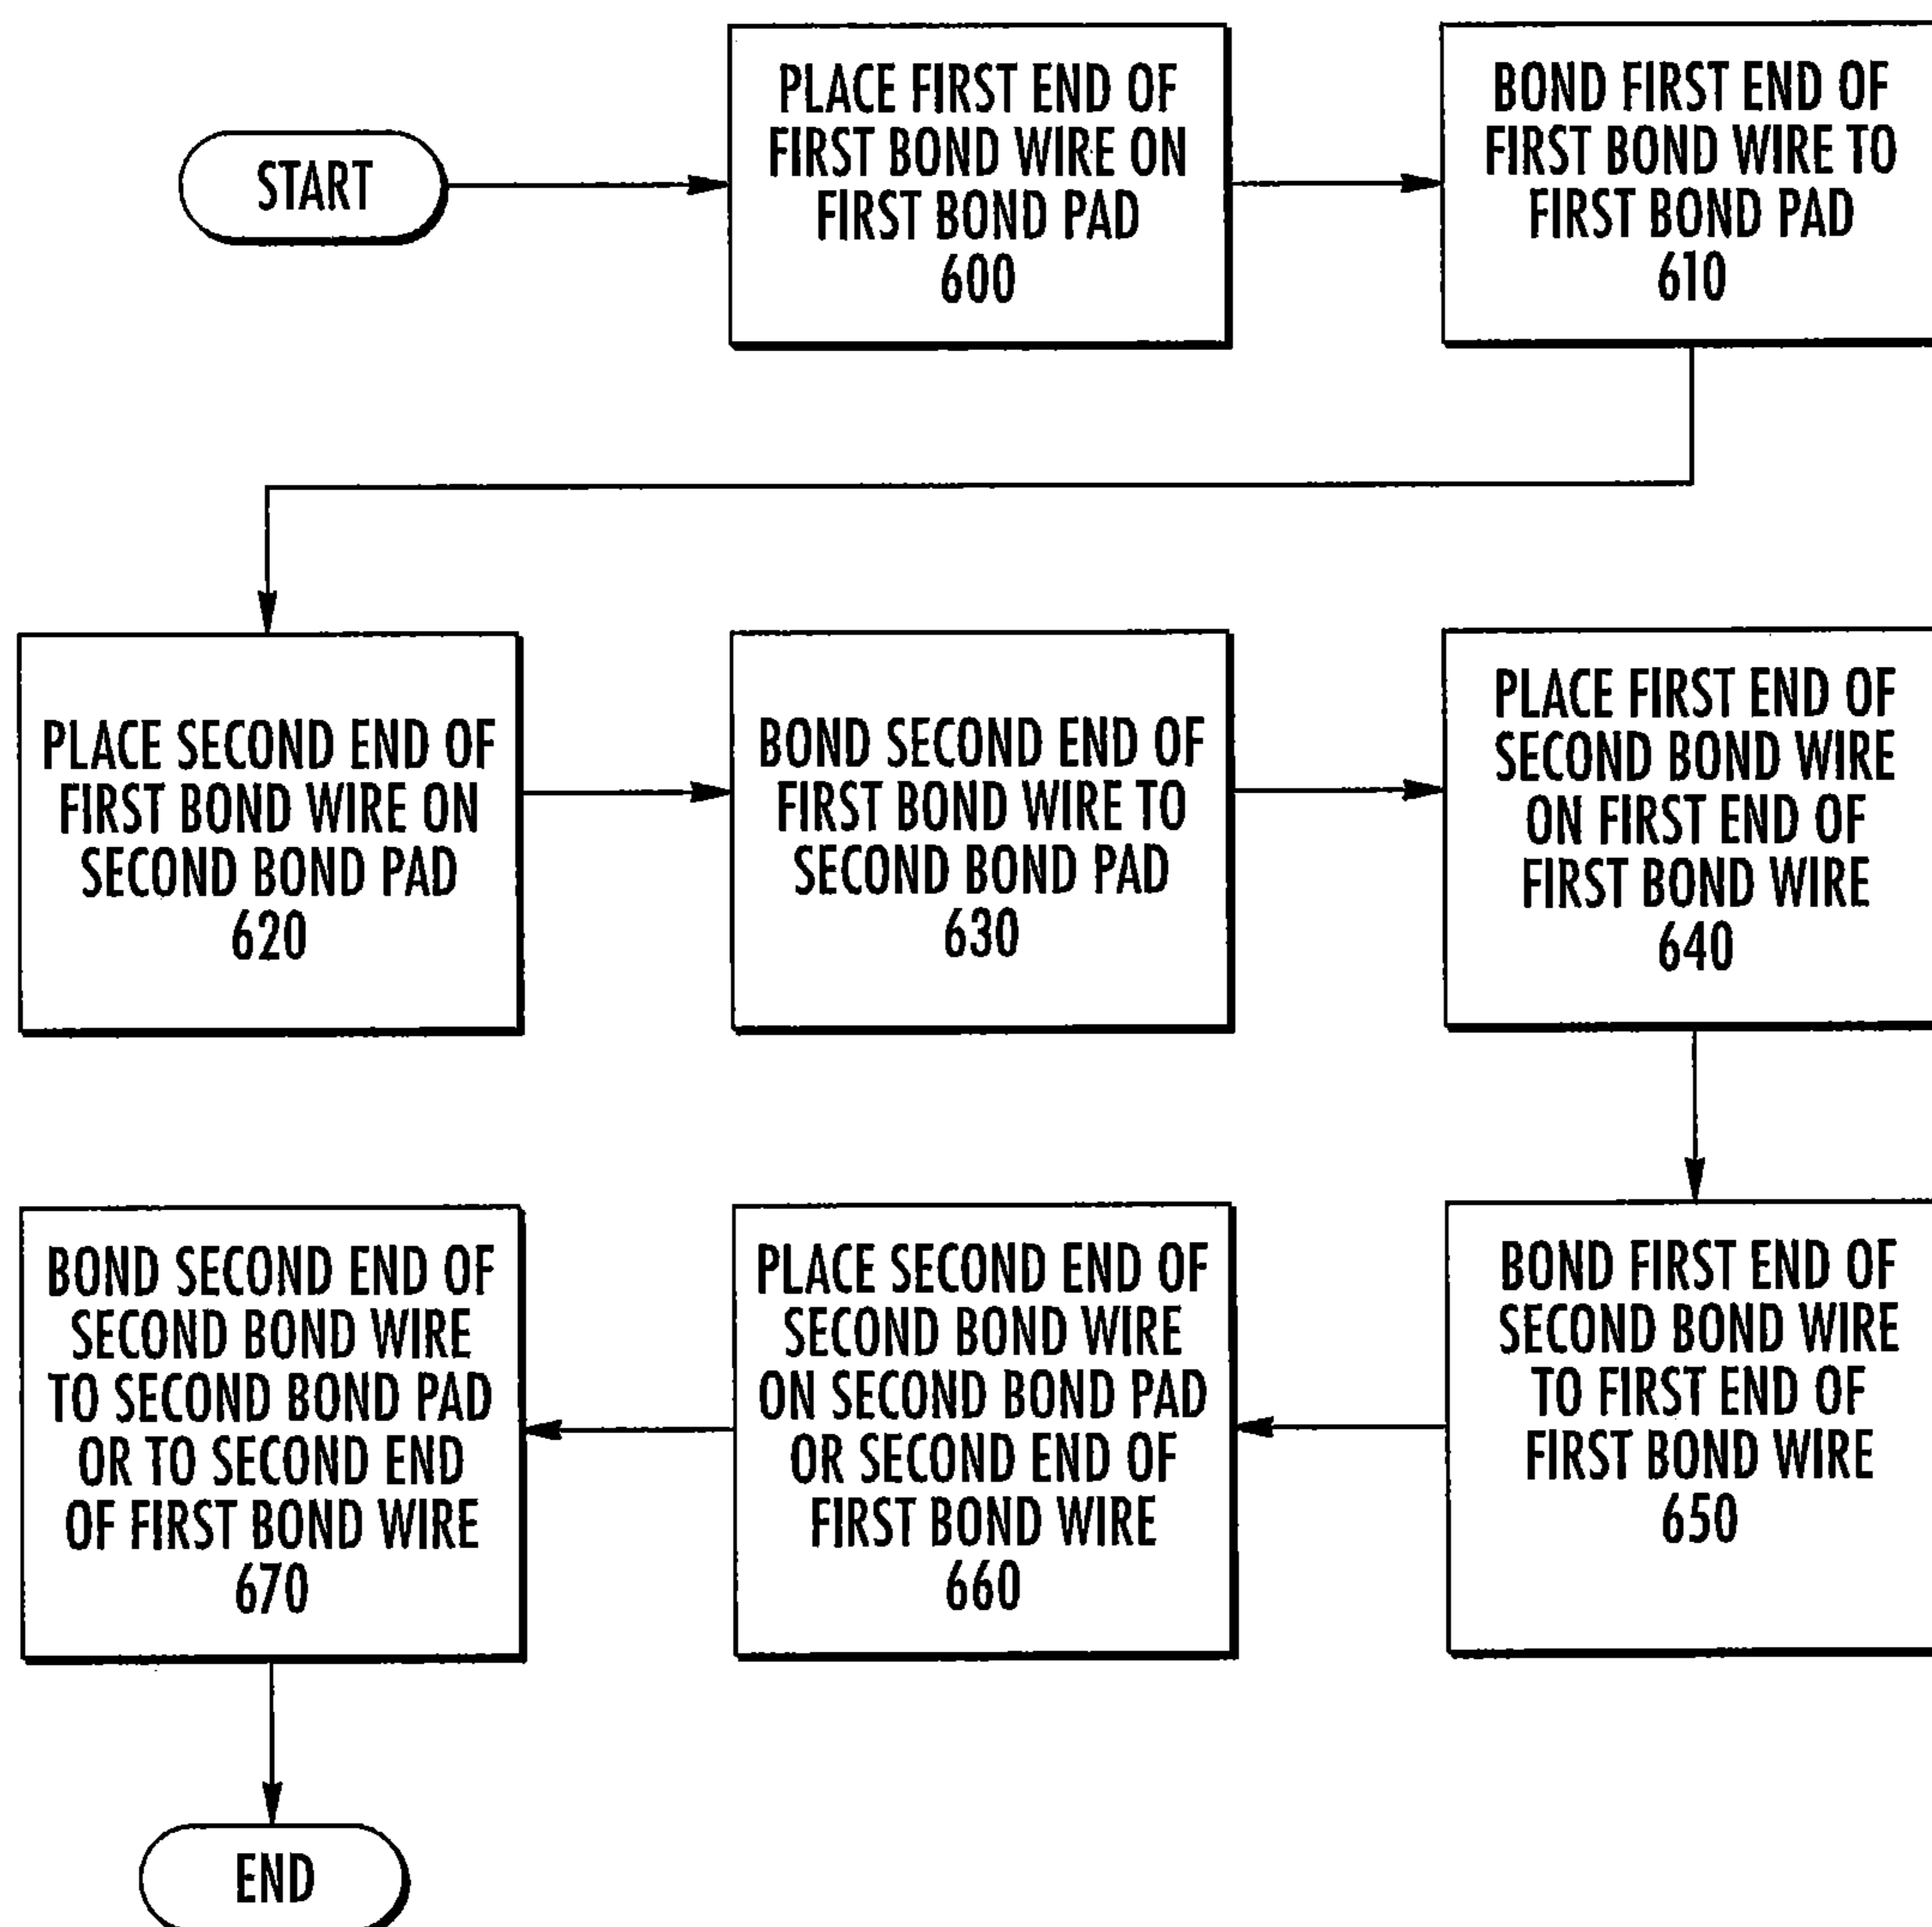 START
PLACE FIRST END OF
FIRST BOND WIRE ON
FIRST BOND PAD
600
BOND FIRST END OF
FIRST BOND WIRE TO
FIRST BOND PAD
610
PLACE SECOND END OF
FIRST BOND WIRE ON
SECOND BOND PAD
620
BOND SECOND END OF
FIRST BOND WIRE TO
SECOND BOND PAD
630
PLACE FIRST END OF
SECOND BOND WIRE
ON FIRST END OF
FIRST BOND WIRE
640
BOND FIRST END OF
SECOND BOND WIRE
TO FIRST END OF
FIRST BOND WIRE
650
PLACE SECOND END OF
SECOND BOND WIRE
ON SECOND BOND PAD
OR SECOND END OF
FIRST BOND WIRE
660
BOND SECOND END OF
SECOND BOND WIRE
TO SECOND BOND PAD
OR TO SECOND END
OF FIRST BOND WIRE
670
END